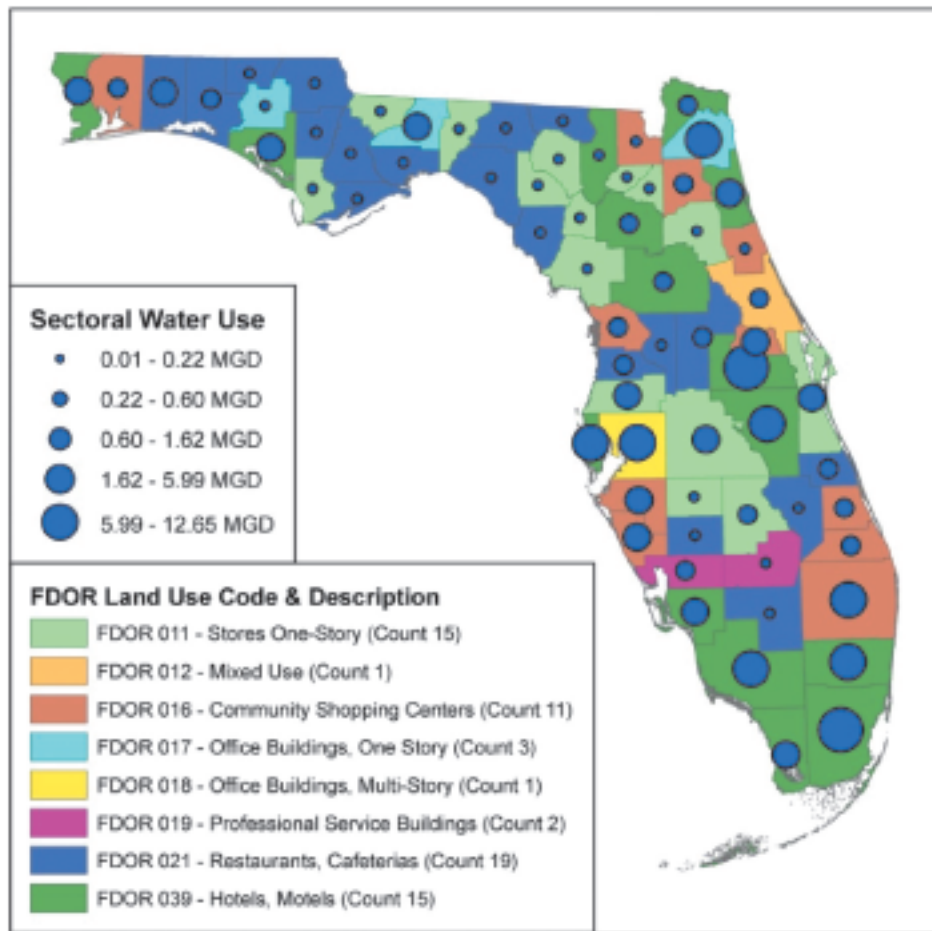 Sectoral Water Use
0.01 - 0.22 MGD
0.22 - 0.60 MGD
0.60 - 1.62 MGD
1.62 - 5.99 MGD
5.99 - 12.65 MGD
FDOR Land Use Code & Description
FDOR 011 - Stores One-Story (Count 15)
FDOR 012 - Mixed Use (Count 1)
FDOR 016 - Community Shopping Centers (Count 11)
FDOR 017 - Office Buildings, One Story (Count 3)
FDOR 018 - Office Buildings, Multi-Story (Count 1)
FDOR 019 - Professional Service Buildings (Count 2)
FDOR 021 - Restaurants, Cafeterias (Count 19)
FDOR 039 - Hotels, Motels (Count 15)